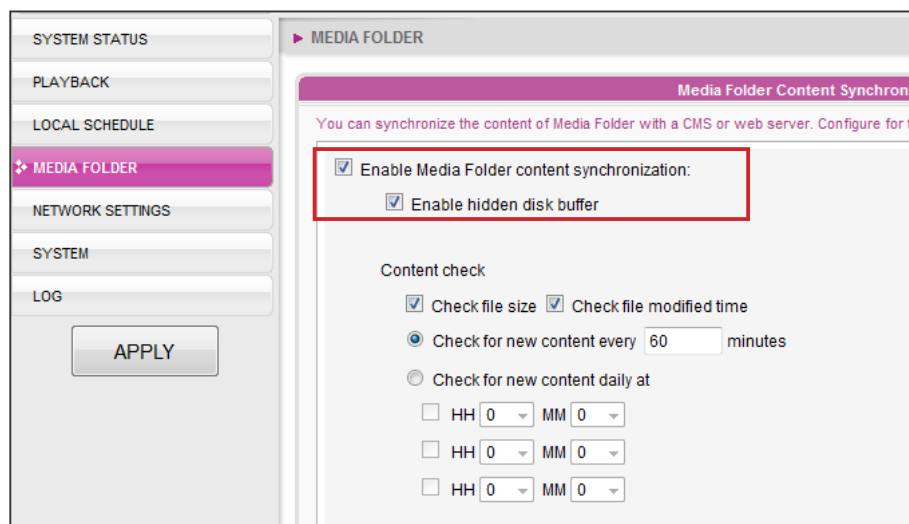 SYSTEM STATUS
PLAYBACK
LOCAL SCHEDULE
MEDIA FOLDER
NETWORK SETTINGS
SYSTEM
LOG
APPLY
MEDIA FOLDER
Media Folder Content Synchron
You can synchronize the content of Media Folder with a CMS or web server. Configure for
Enable Media Folder content synchronization:
Enable hidden disk buffer
Content check
Check file size Check file modified time
Check for new content every 60 minutes
Check for new content daily at
HH 0 MM 0
HH 0 MM 0
HH 0 MM 0